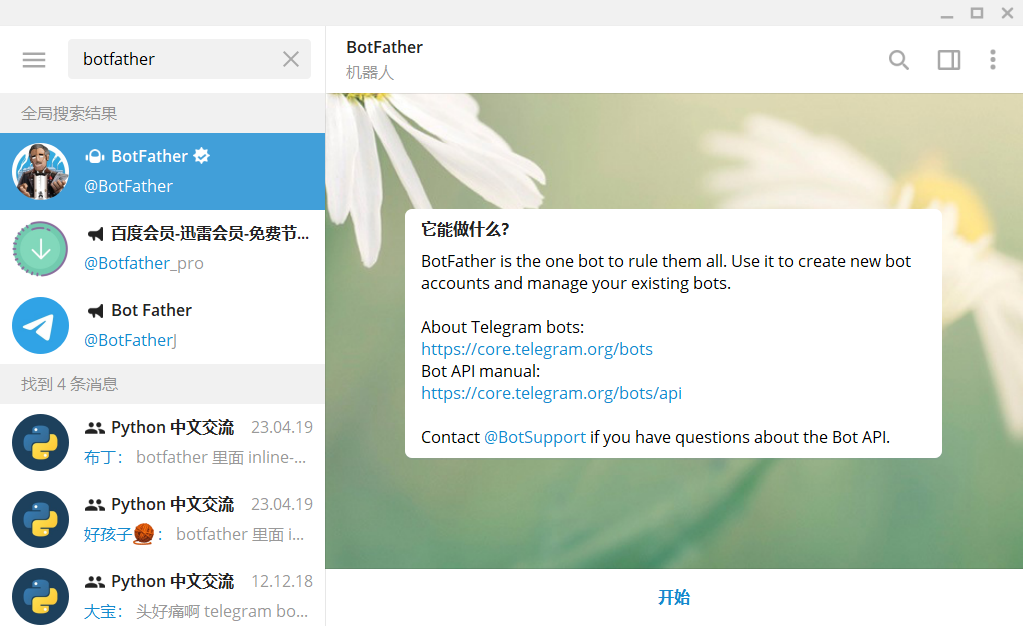 botfather
全局搜索结果
BotFather
@BotFather
百度会员-迅雷会员-免费节...
@Botfather_pro
Bot Father
@BotFatherJ
找到 4 条消息
Python 中文交流 23.04.19
布丁： botfather 里面 inline-...
Python 中文交流 23.04.19
好孩子🧶： botfather 里面 i...
Python 中文交流 12.12.18
大宝： 头好痛啊 telegram bo...
BotFather
机器人
它能做什么?
BotFather is the one bot to rule them all. Use it to create new bot
accounts and manage your existing bots.
About Telegram bots:
https://core.telegram.org/bots
Bot API manual:
https://core.telegram.org/bots/api
Contact @BotSupport if you have questions about the Bot API.
开始